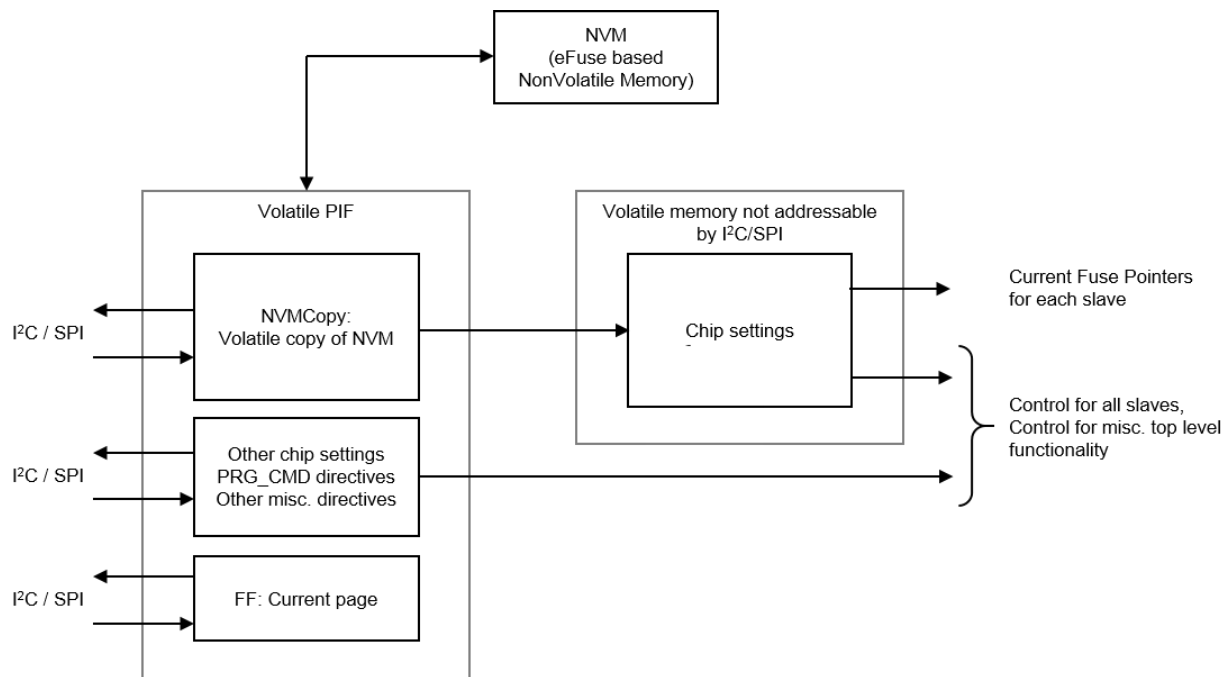 NVM
(eFuse based
NonVolatile Memory)
Volatile PIF
Volatile memory not addressable
by I²C/SPI
NVMCopy:
Volatile copy of NVM
Chip settings
Current Fuse Pointers
for each slave
I²C / SPI
Other chip settings
PRG_CMD directives
Other misc. directives
I²C / SPI
Control for all slaves,
Control for misc. top level
functionality
FF: Current page
I²C / SPI